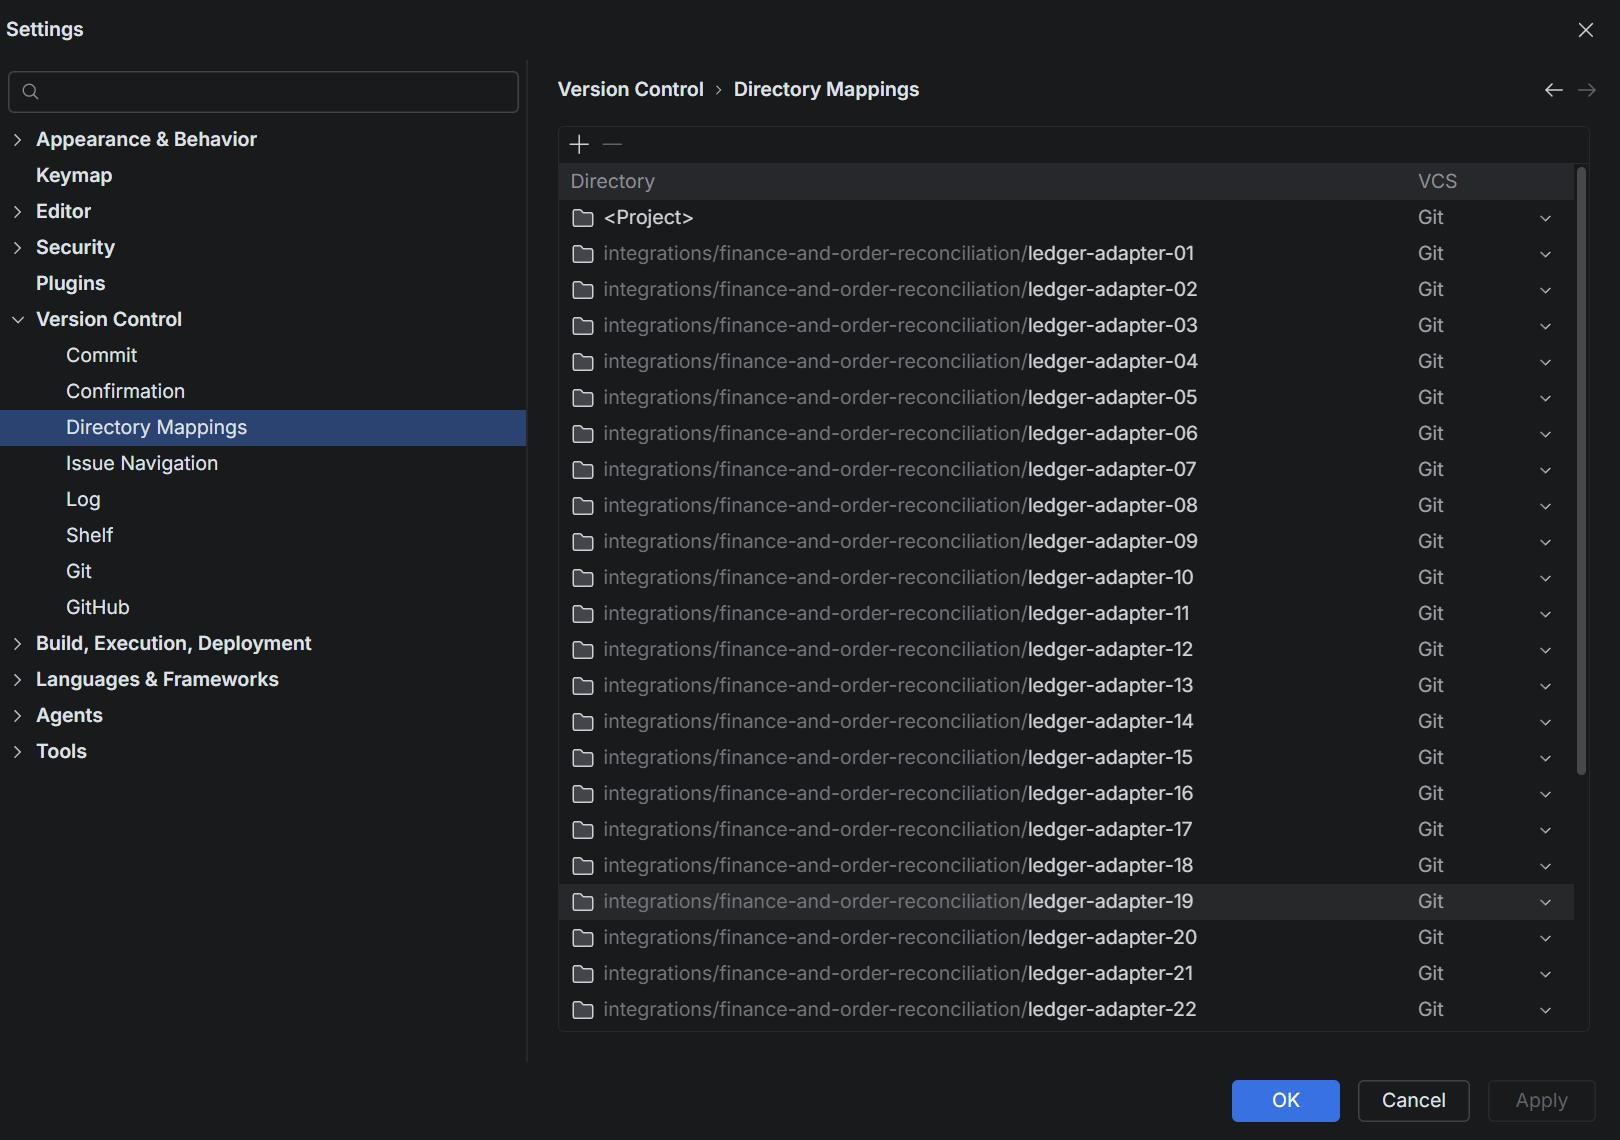 Settings
Appearance & Behavior
Keymap
Editor
Security
Plugins
Version Control
Commit
Confirmation
Directory Mappings
Issue Navigation
Log
Shelf
Git
GitHub
Build, Execution, Deployment
Languages & Frameworks
Agents
Tools
Version Control › Directory Mappings
Directory VCS
<Project> Git
integrations/finance-and-order-reconciliation/ledger-adapter-01 Git
integrations/finance-and-order-reconciliation/ledger-adapter-02 Git
integrations/finance-and-order-reconciliation/ledger-adapter-03 Git
integrations/finance-and-order-reconciliation/ledger-adapter-04 Git
integrations/finance-and-order-reconciliation/ledger-adapter-05 Git
integrations/finance-and-order-reconciliation/ledger-adapter-06 Git
integrations/finance-and-order-reconciliation/ledger-adapter-07 Git
integrations/finance-and-order-reconciliation/ledger-adapter-08 Git
integrations/finance-and-order-reconciliation/ledger-adapter-09 Git
integrations/finance-and-order-reconciliation/ledger-adapter-10 Git
integrations/finance-and-order-reconciliation/ledger-adapter-11 Git
integrations/finance-and-order-reconciliation/ledger-adapter-12 Git
integrations/finance-and-order-reconciliation/ledger-adapter-13 Git
integrations/finance-and-order-reconciliation/ledger-adapter-14 Git
integrations/finance-and-order-reconciliation/ledger-adapter-15 Git
integrations/finance-and-order-reconciliation/ledger-adapter-16 Git
integrations/finance-and-order-reconciliation/ledger-adapter-17 Git
integrations/finance-and-order-reconciliation/ledger-adapter-18 Git
integrations/finance-and-order-reconciliation/ledger-adapter-19 Git
integrations/finance-and-order-reconciliation/ledger-adapter-20 Git
integrations/finance-and-order-reconciliation/ledger-adapter-21 Git
integrations/finance-and-order-reconciliation/ledger-adapter-22 Git
OK Cancel Apply